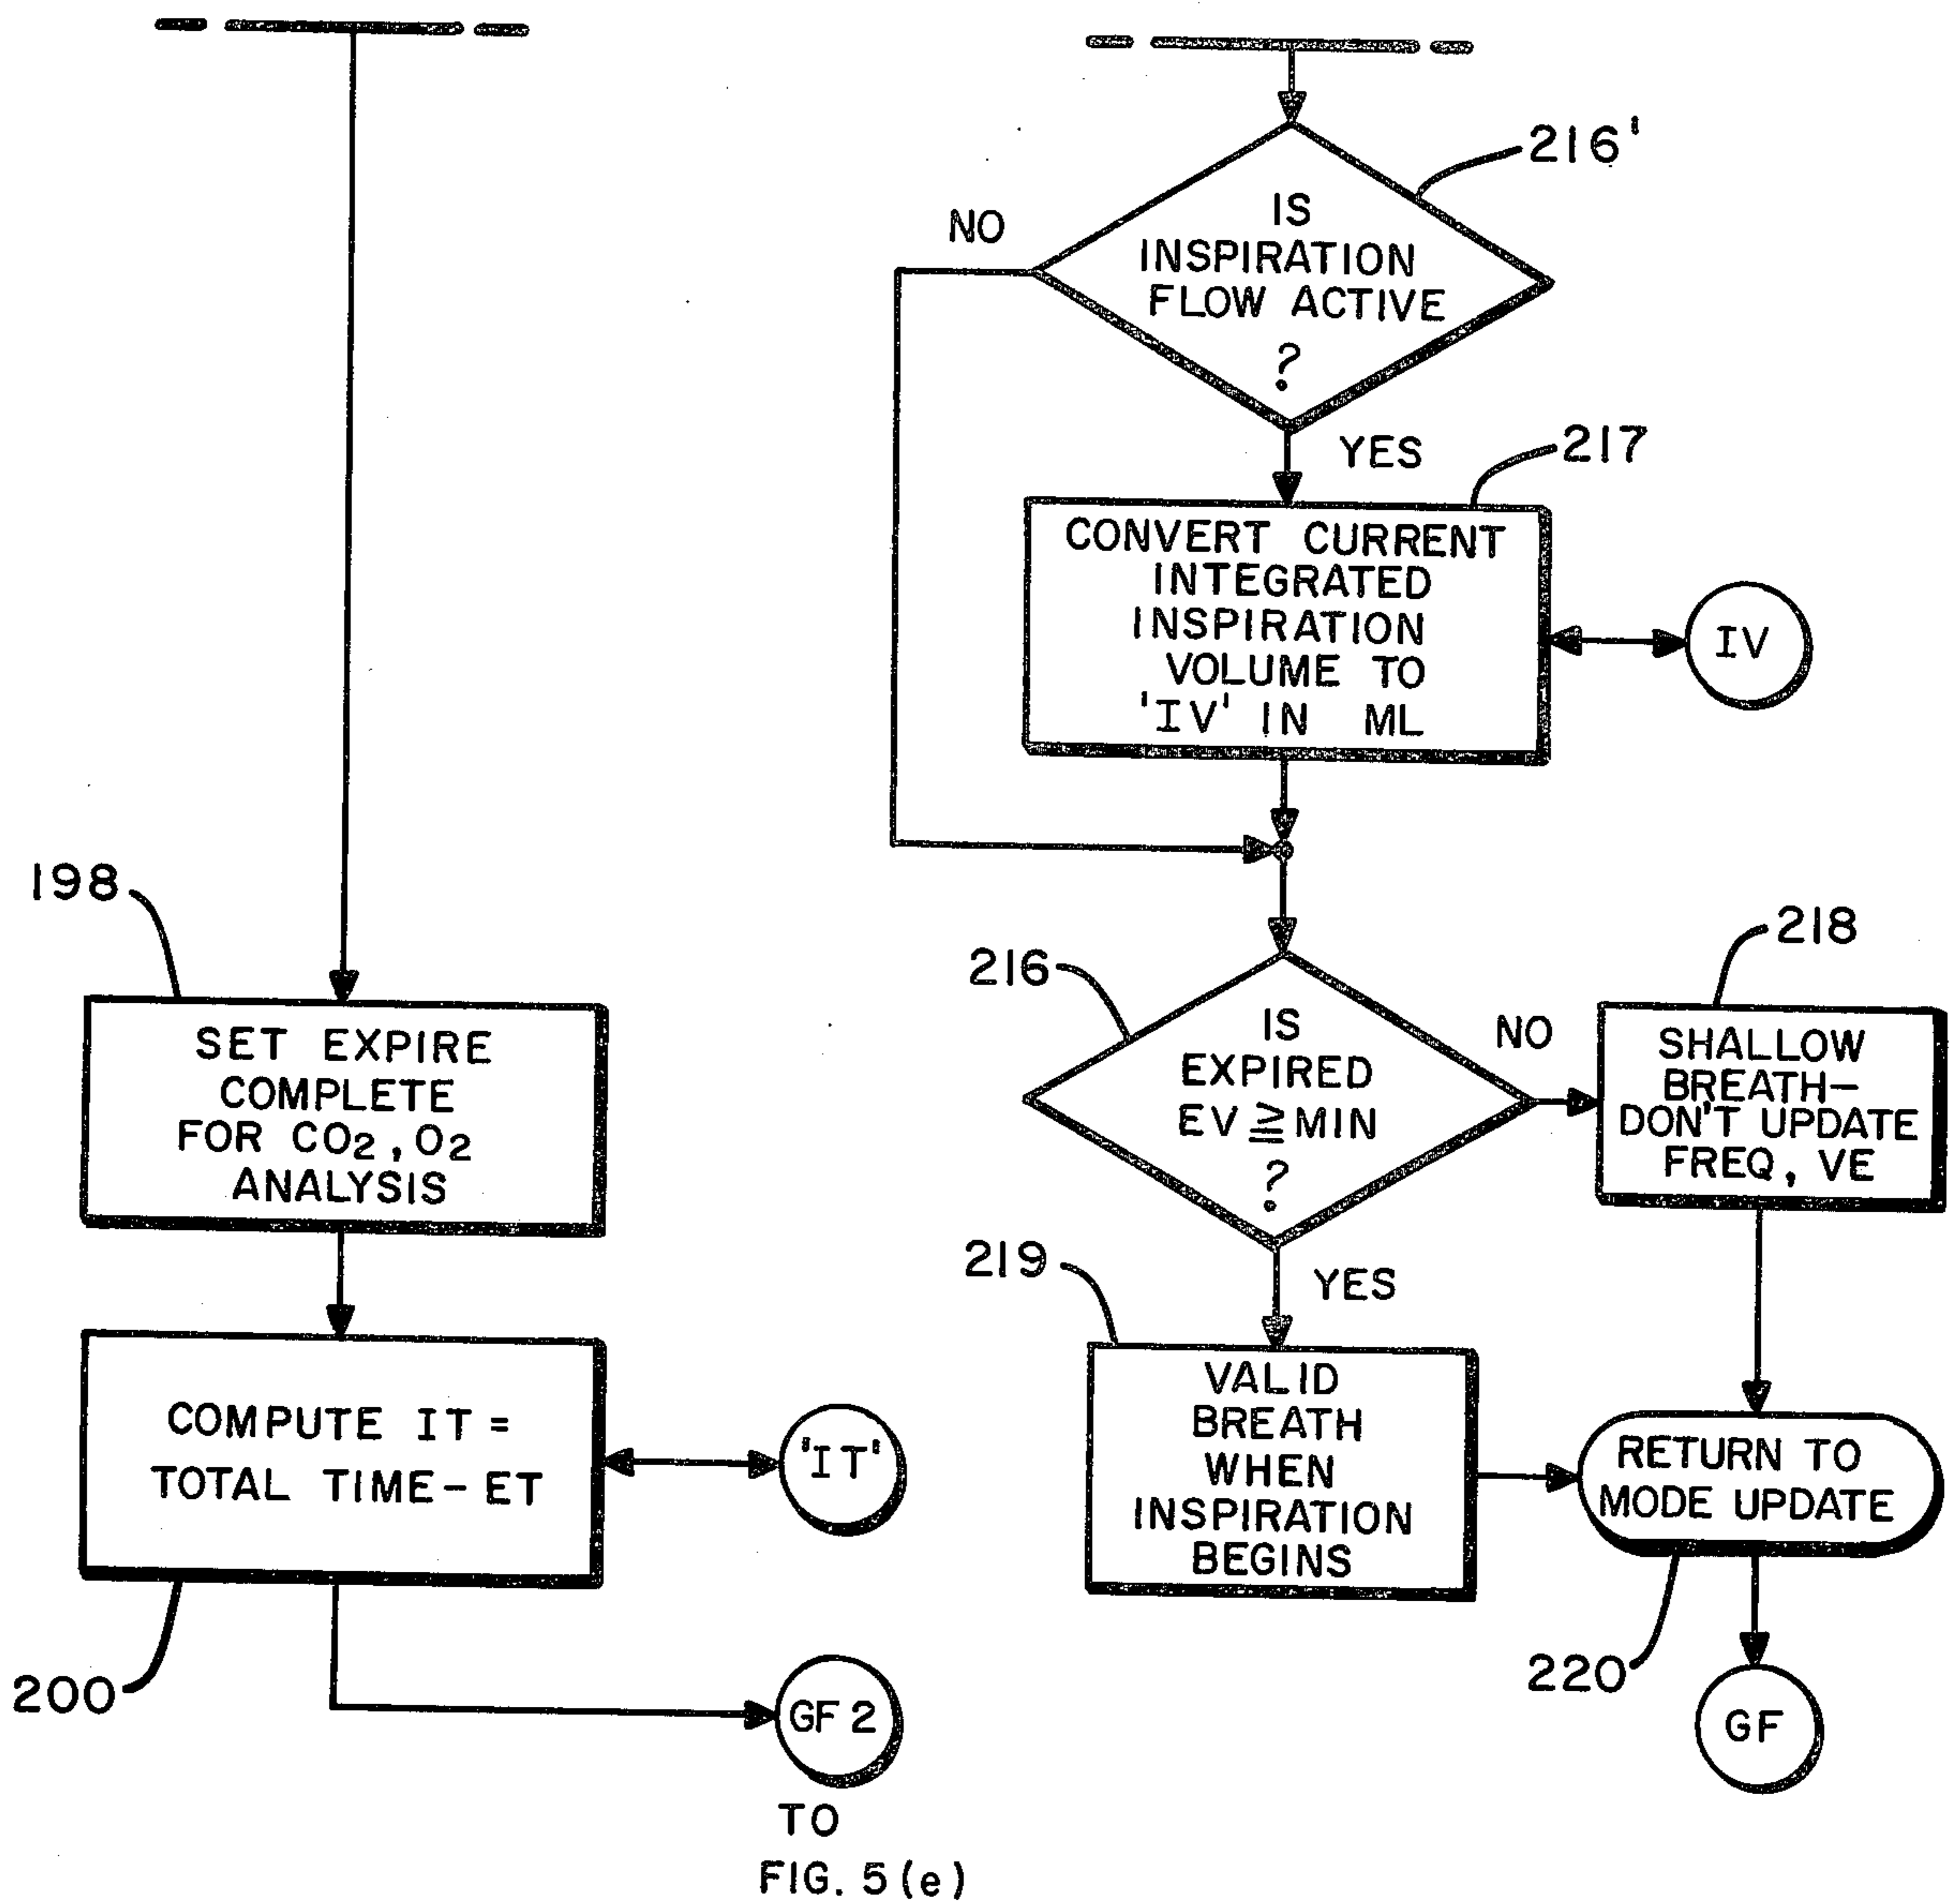 198
SET EXPIRE
COMPLETE
FOR CO2, O2
ANALYSIS
COMPUTE IT =
TOTAL TIME-ET
'IT'
200
GF2
TO
FIG. 5(e)
216'
IS
INSPIRATION
FLOW ACTIVE
?
NO
YES
217
CONVERT CURRENT
INTEGRATED
INSPIRATION
VOLUME TO
'IV' IN ML
IV
216
IS
EXPIRED
EV ≧ MIN
?
NO
YES
218
SHALLOW
BREATH-
DON'T UPDATE
FREQ, VE
219
VALID
BREATH
WHEN
INSPIRATION
BEGINS
RETURN TO
MODE UPDATE
220
GF